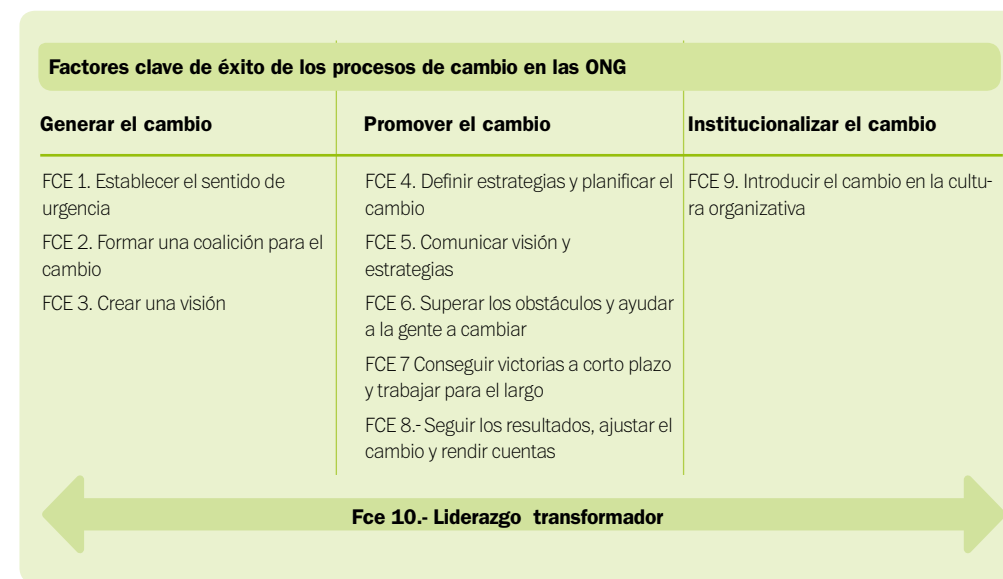 Factores clave de éxito de los procesos de cambio en las ONG
Generar el cambio
FCE 1. Establecer el sentido de
urgencia
FCE 2. Formar una coalición para el
cambio
FCE 3. Crear una visión
Promover el cambio
FCE 4. Definir estrategias y planificar el
cambio
FCE 5. Comunicar visión y
estrategias
FCE 6. Superar los obstáculos y ayudar
a la gente a cambiar
FCE 7 Conseguir victorias a corto plazo
y trabajar para el largo
FCE 8.- Seguir los resultados, ajustar el
cambio y rendir cuentas
Institucionalizar el cambio
FCE 9. Introducir el cambio en la cultu-
ra organizativa
Fce 10.- Liderazgo transformador